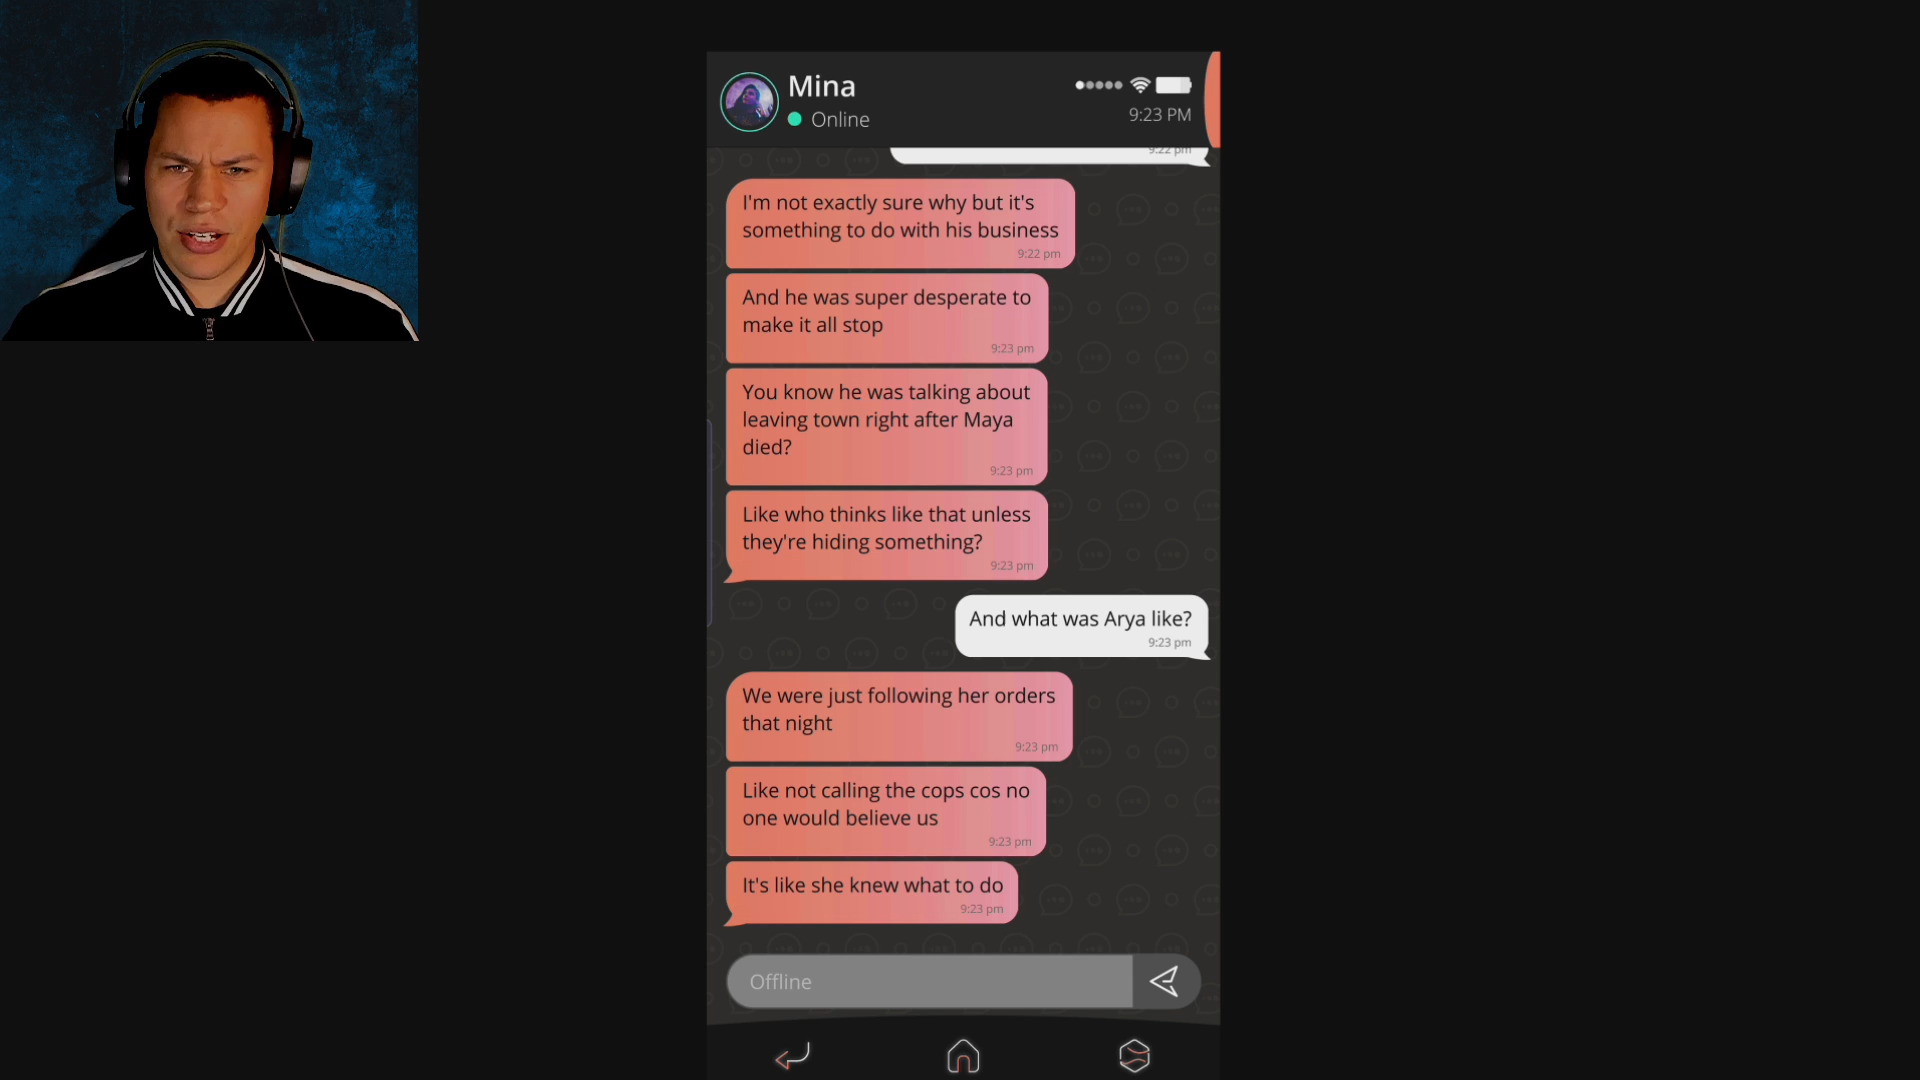 Mina
Online
9:23 PM
9:22 pm
I'm not exactly sure why but it's
something to do with his business
9:22 pm
And he was super desperate to
make it all stop
9:23 pm
You know he was talking about
leaving town right after Maya
died?
9:23 pm
Like who thinks like that unless
they're hiding something?
9:23 pm
And what was Arya like?
9:23 pm
We were just following her orders
that night
9:23 pm
Like not calling the cops cos no
one would believe us
9:23 pm
It's like she knew what to do
9:23 pm
Offline